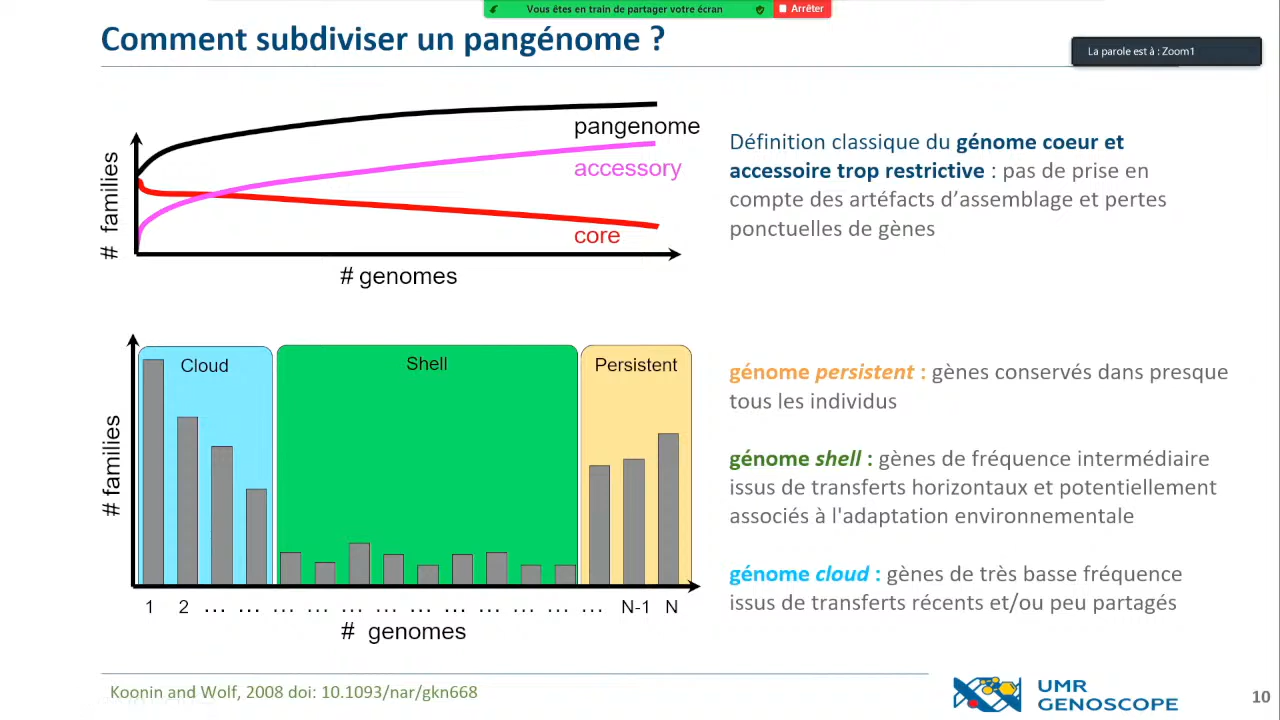 Vous êtes en train de partager votre écran
Arrêter
Comment subdiviser un pangénome ?
La parole est à : Zoom1
# families
pangenome
accessory
core
# genomes
Définition classique du génome coeur et
accessoire trop restrictive : pas de prise en
compte des artéfacts d’assemblage et pertes
ponctuelles de gènes
# families
Cloud
Shell
Persistent
1 2 ... ... ... ... ... ... ... ... ... ... ... ... N-1 N
# genomes
génome persistent : gènes conservés dans presque
tous les individus
génome shell : gènes de fréquence intermédiaire
issus de transferts horizontaux et potentiellement
associés à l'adaptation environnementale
génome cloud : gènes de très basse fréquence
issus de transferts récents et/ou peu partagés
Koonin and Wolf, 2008 doi: 10.1093/nar/gkn668
UMR
GENOSCOPE
10